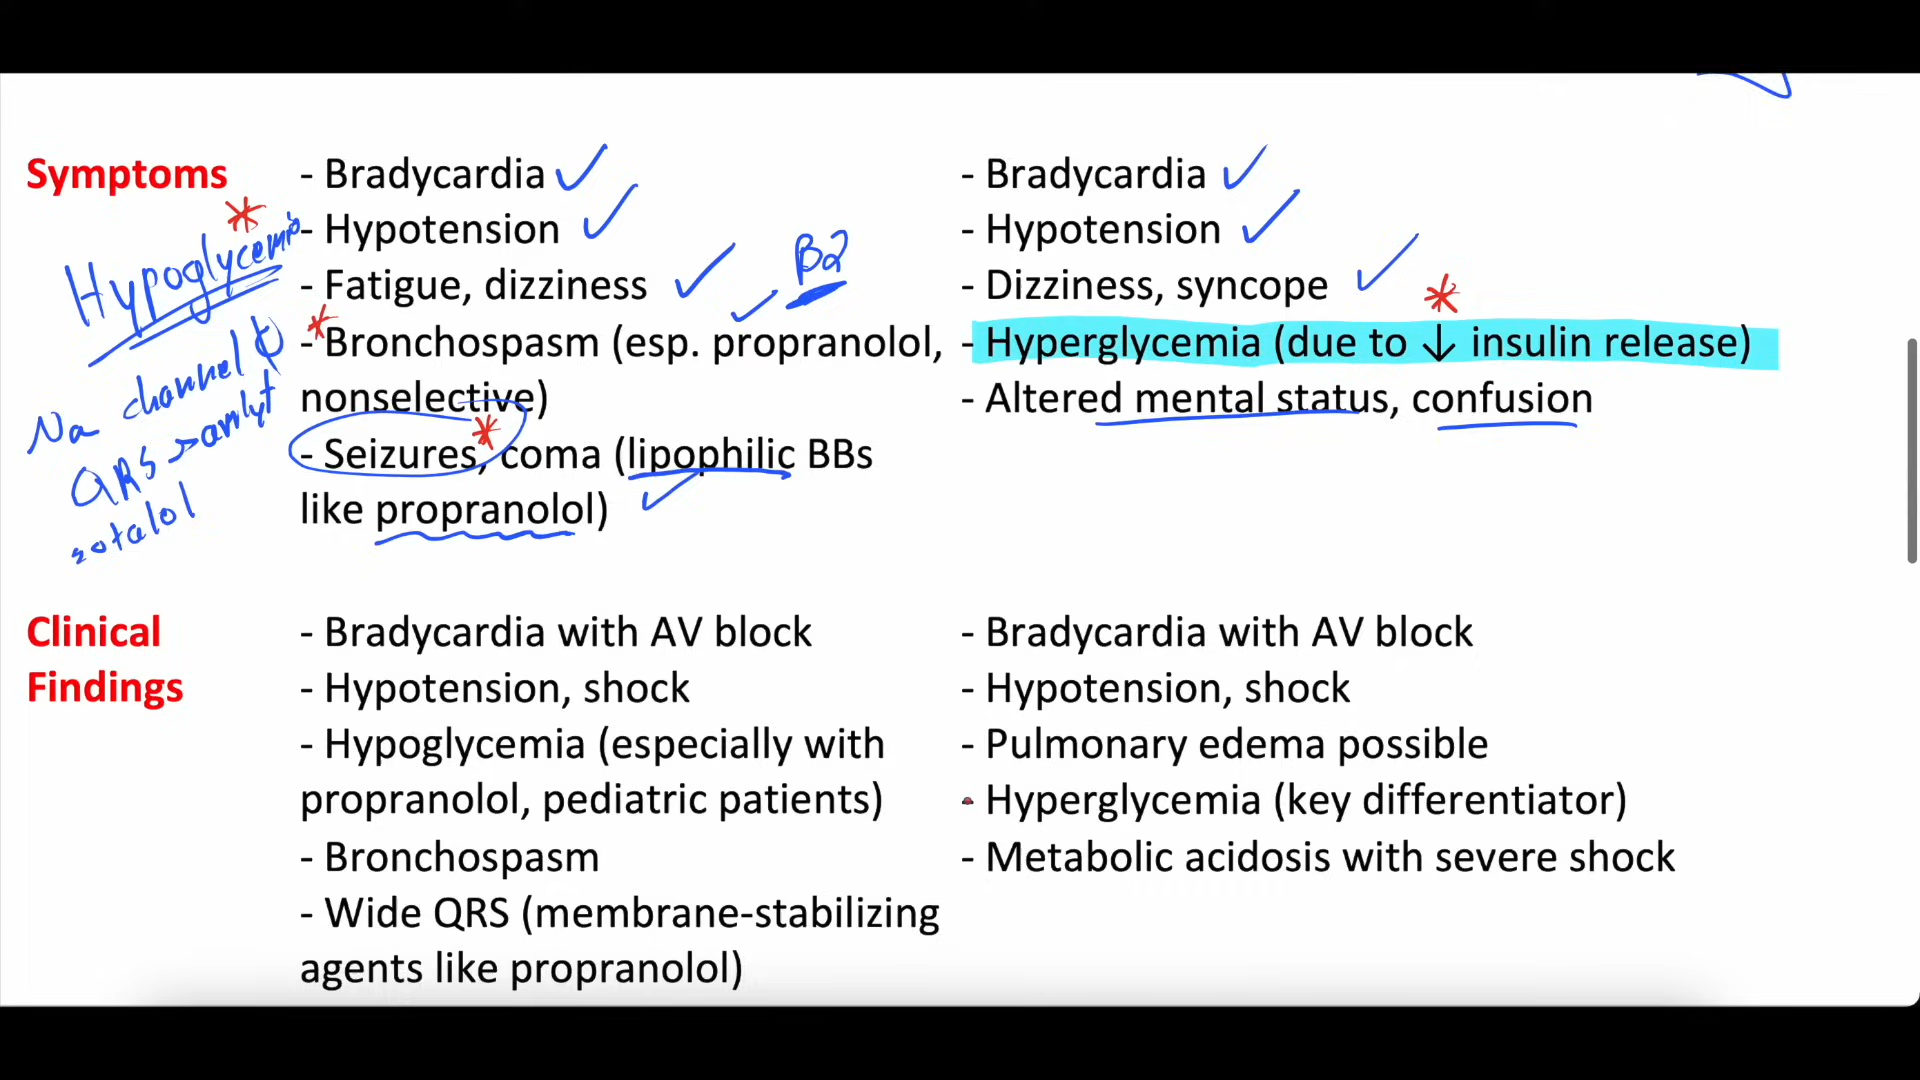 Symptoms
- Bradycardia
- Hypotension
- Fatigue, dizziness
- Bronchospasm (esp. propranolol,
nonselective)
- Seizures, coma (lipophilic BBs
like propranolol)
B2
Hypoglycemia
Na channel
QRS
sotalol
- Bradycardia
- Hypotension
- Dizziness, syncope
- Hyperglycemia (due to ↓ insulin release)
- Altered mental status, confusion
Clinical
Findings
- Bradycardia with AV block
- Hypotension, shock
- Hypoglycemia (especially with
propranolol, pediatric patients)
- Bronchospasm
- Wide QRS (membrane-stabilizing
agents like propranolol)
- Bradycardia with AV block
- Hypotension, shock
- Pulmonary edema possible
- Hyperglycemia (key differentiator)
- Metabolic acidosis with severe shock